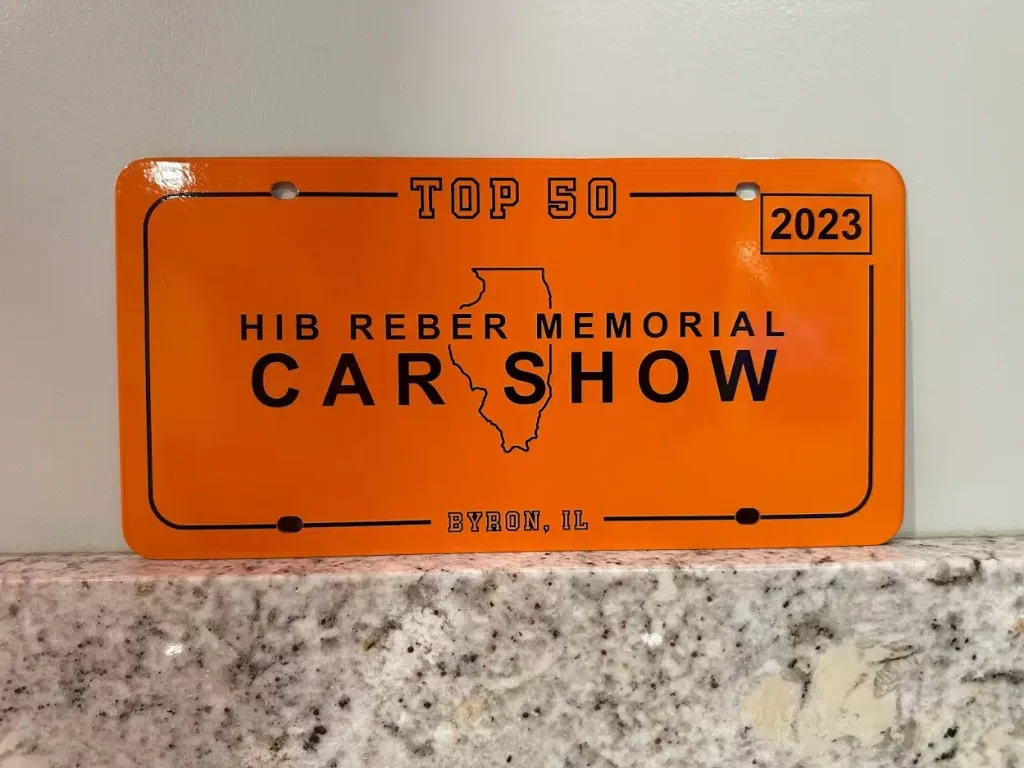 TOP 50
2023
HIB REBER MEMORIAL
CAR SHOW
BYRON, IL